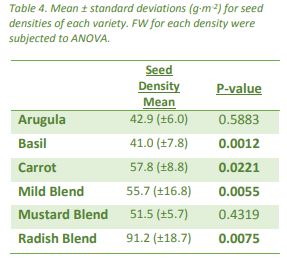 Table 4. Mean ± standard deviations (g·m⁻²) for seed
densities of each variety. FW for each density were
subjected to ANOVA.
Seed
Density
Mean P-value
Arugula 42.9 (±6.0) 0.5883
Basil 41.0 (±7.8) 0.0012
Carrot 57.8 (±8.8) 0.0221
Mild Blend 55.7 (±16.8) 0.0055
Mustard Blend 51.5 (±5.7) 0.4319
Radish Blend 91.2 (±18.7) 0.0075